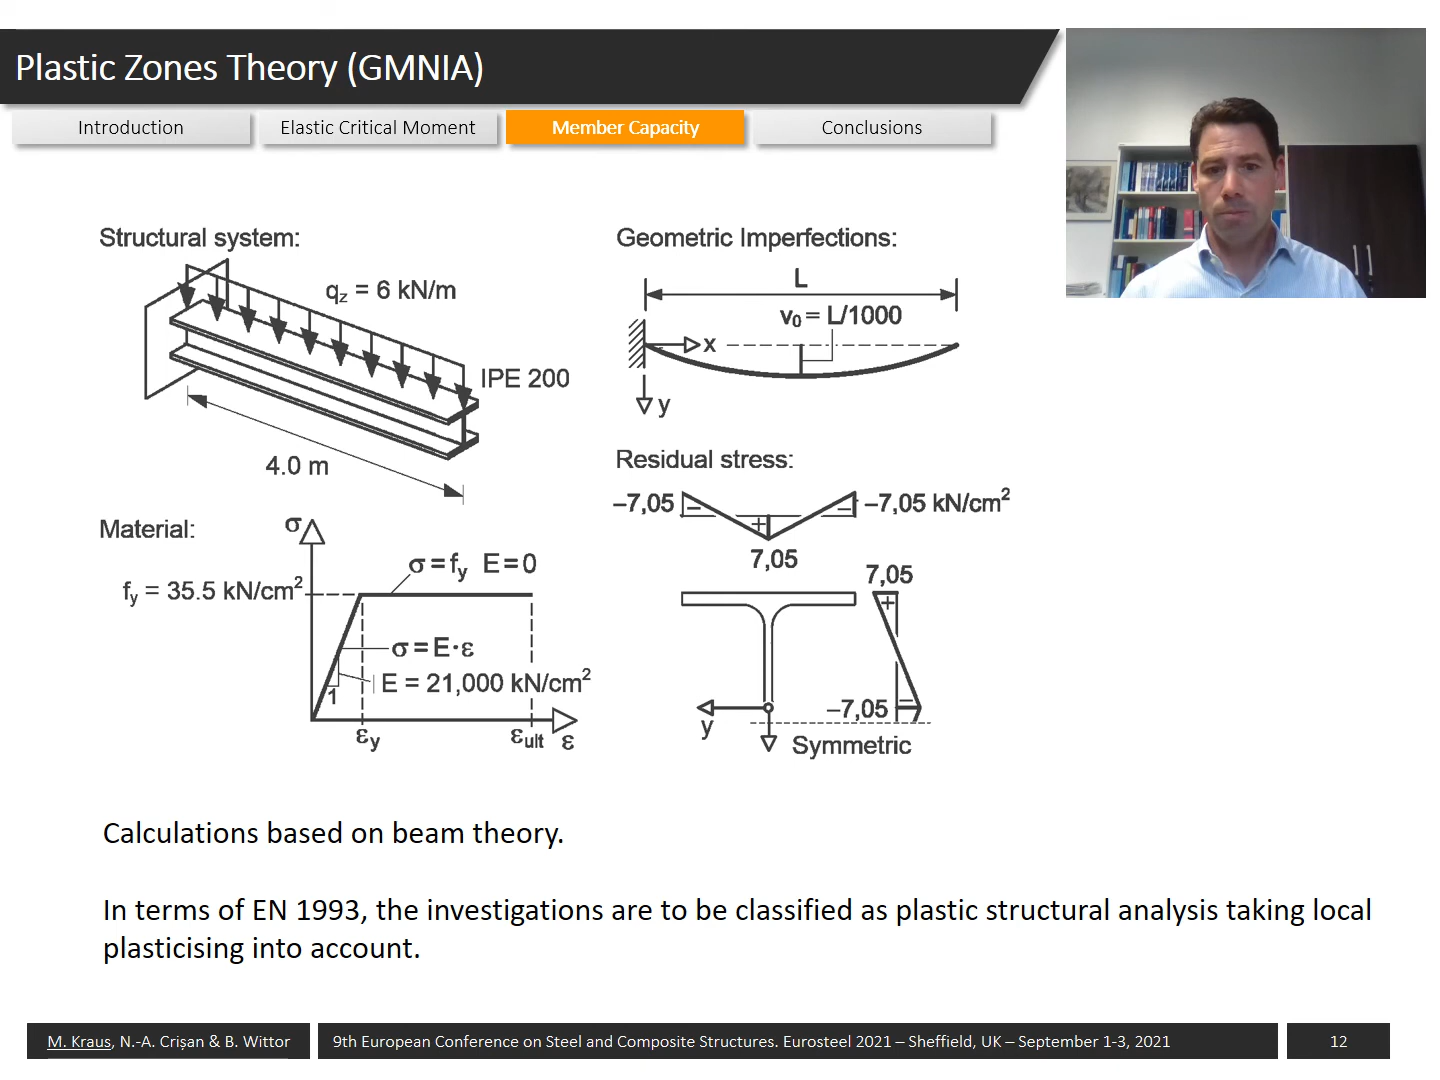 Plastic Zones Theory (GMNIA)
Introduction
Elastic Critical Moment
Member Capacity
Conclusions
Structural system:
q_z = 6 kN/m
IPE 200
4.0 m
Geometric Imperfections:
L
v_0 = L/1000
x
y
Residual stress:
–7,05
–
+
–
–7,05 kN/cm²
7,05
7,05
+
–7,05
–
y
Symmetric
Material:
σ
σ = f_y E = 0
f_y = 35.5 kN/cm²
σ = E·ε
E = 21,000 kN/cm²
1
ε_y
ε_ult
ε
Calculations based on beam theory.
In terms of EN 1993, the investigations are to be classified as plastic structural analysis taking local
plasticising into account.
M. Kraus, N.-A. Crișan & B. Wittor
9th European Conference on Steel and Composite Structures. Eurosteel 2021 – Sheffield, UK – September 1-3, 2021
12